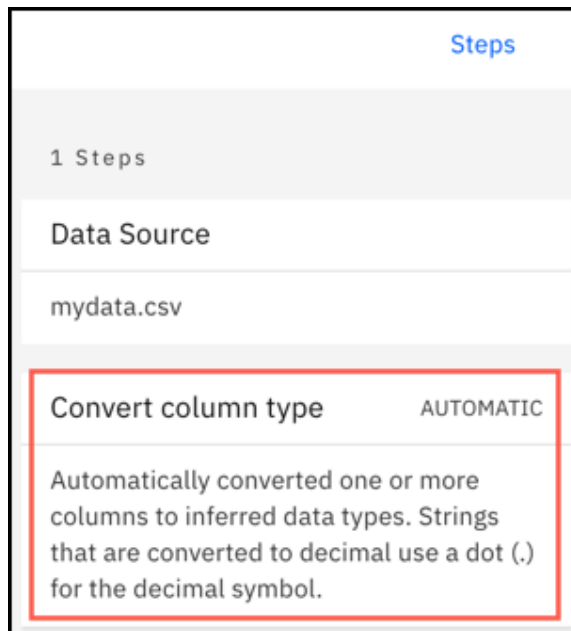 Steps
1 Steps
Data Source
mydata.csv
Convert column type AUTOMATIC
Automatically converted one or more
columns to inferred data types. Strings
that are converted to decimal use a dot (.)
for the decimal symbol.